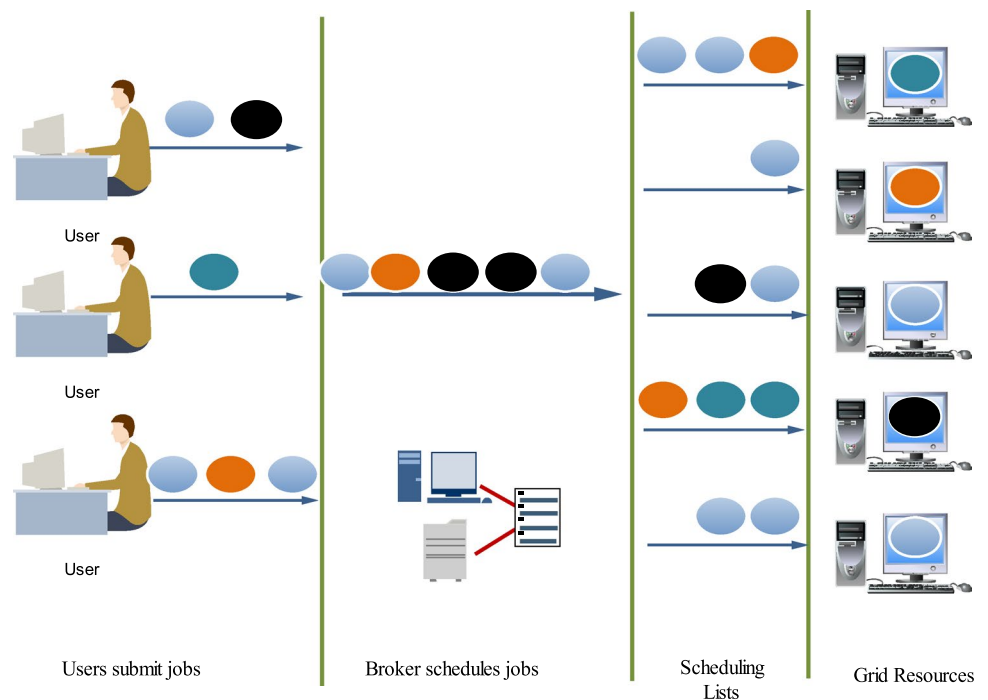 User
User
User
Users submit jobs
Broker schedules jobs
Scheduling
Lists
Grid Resources